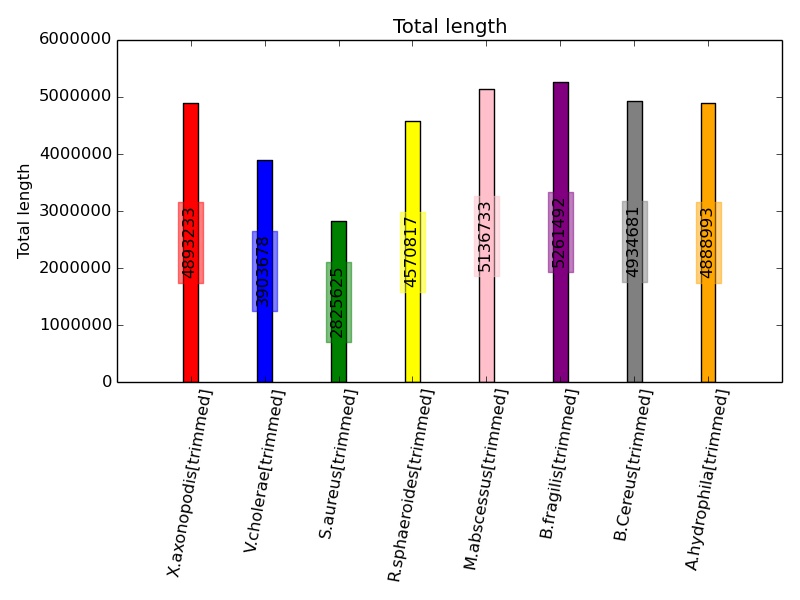 Total length
6000000
5000000
4000000
3000000
2000000
1000000
0
Total length
4893233
3903678
2825625
4570817
5136733
5261492
4934681
4888993
X.axonopodis[trimmed]
V.cholerae[trimmed]
S.aureus[trimmed]
R.sphaeroides[trimmed]
M.abscessus[trimmed]
B.fragilis[trimmed]
B.Cereus[trimmed]
A.hydrophila[trimmed]